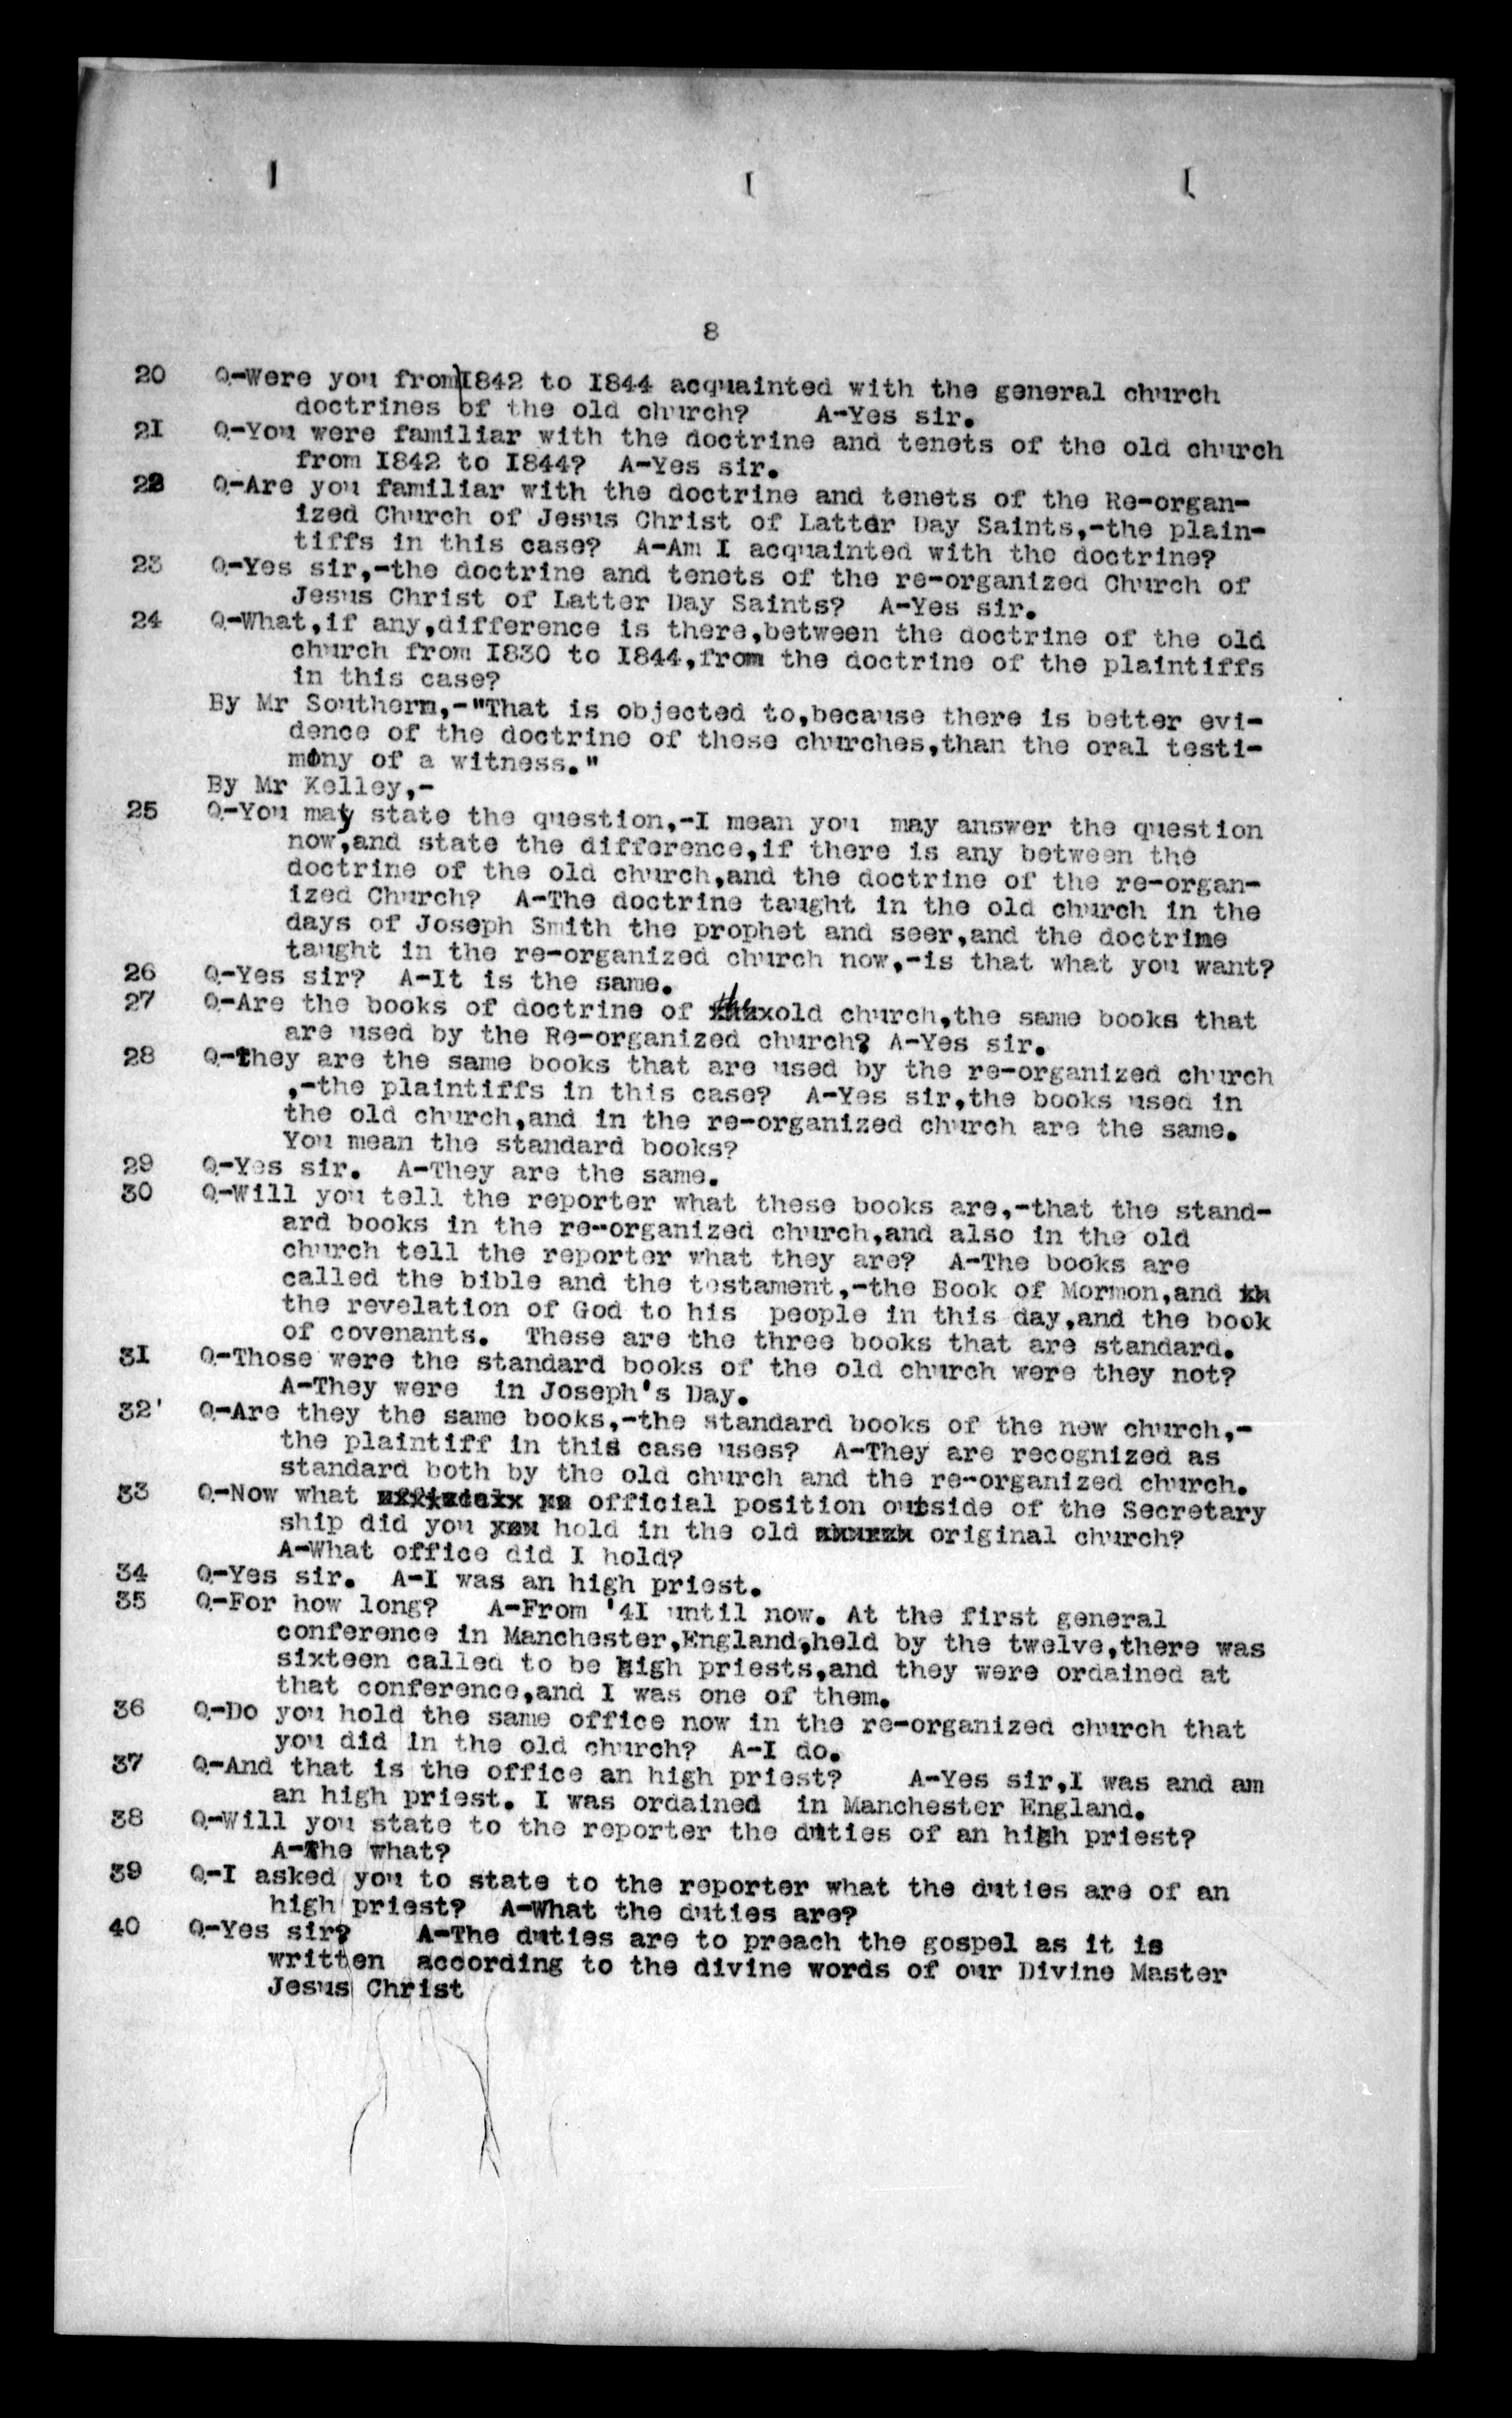 8
20 Q-Were you from 1842 to 1844 acquainted with the general church
doctrines of the old church? A-Yes sir.
21 Q-You were familiar with the doctrine and tenets of the old church
from 1842 to 1844? A-Yes sir.
22 Q-Are you familiar with the doctrine and tenets of the Re-organ-
ized Church of Jesus Christ of Latter Day Saints,-the plain-
tiffs in this case? A-Am I acquainted with the doctrine?
23 Q-Yes sir,-the doctrine and tenets of the re-organized Church of
Jesus Christ of Latter Day Saints? A-Yes sir.
24 Q-What,if any,difference is there,between the doctrine of the old
church from 1830 to 1844,from the doctrine of the plaintiffs
in this case?
By Mr Southern,-"That is objected to,because there is better evi-
dence of the doctrine of these churches,than the oral testi-
mony of a witness."
By Mr Kelley,-
25 Q-You may state the question,-I mean you may answer the question
now,and state the difference,if there is any between the
doctrine of the old church,and the doctrine of the re-organ-
ized Church? A-The doctrine taught in the old church in the
days of Joseph Smith the prophet and seer,and the doctrine
taught in the re-organized church now,-is that what you want?
26 Q-Yes sir? A-It is the same.
27 Q-Are the books of doctrine of the old church,the same books that
are used by the Re-organized church? A-Yes sir.
28 Q-they are the same books that are used by the re-organized church
,-the plaintiffs in this case? A-Yes sir,the books used in
the old church,and in the re-organized church are the same.
You mean the standard books?
29 Q-Yes sir. A-They are the same.
30 Q-Will you tell the reporter what these books are,-that the stand-
ard books in the re-organized church,and also in the old
church tell the reporter what they are? A-The books are
called the bible and the testament,-the Book of Mormon,and
the revelation of God to his people in this day,and the book
of covenants. These are the three books that are standard.
31 Q-Those were the standard books of the old church were they not?
A-They were in Joseph's Day.
32' Q-Are they the same books,-the standard books of the new church,-
the plaintiff in this case uses? A-They are recognized as
standard both by the old church and the re-organized church.
33 Q-Now what official position outside of the Secretary
ship did you hold in the old original church?
A-What office did I hold?
34 Q-Yes sir. A-I was an high priest.
35 Q-For how long? A-From '41 until now. At the first general
conference in Manchester,England,held by the twelve,there was
sixteen called to be high priests,and they were ordained at
that conference,and I was one of them.
36 Q-Do you hold the same office now in the re-organized church that
you did in the old church? A-I do.
37 Q-And that is the office an high priest? A-Yes sir,I was and am
an high priest. I was ordained in Manchester England.
38 Q-Will you state to the reporter the duties of an high priest?
A-The what?
39 Q-I asked you to state to the reporter what the duties are of an
high priest? A-What the duties are?
40 Q-Yes sir? A-The duties are to preach the gospel as it is
written according to the divine words of our Divine Master
Jesus Christ